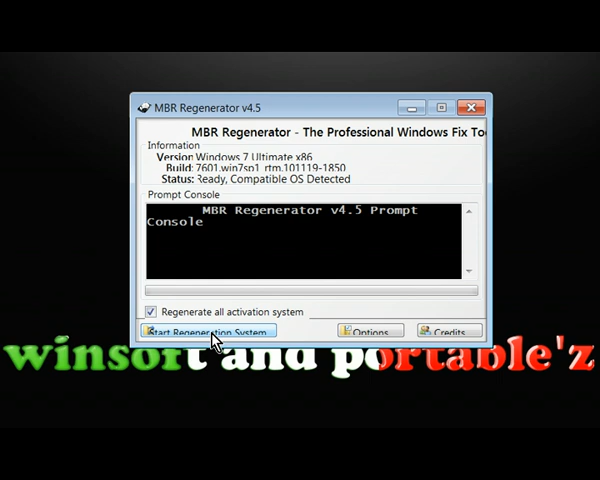 MBR Regenerator v4.5
MBR Regenerator - The Professional Windows Fix Too
Information
Version Windows 7 Ultimate x86
Build: 7601.win7sp1_rtm.101119-1850
Status: Ready, Compatible OS Detected
Prompt Console
MBR Regenerator v4.5 Prompt
Console
Regenerate all activation system
Start Regeneration System
Options
Credits
winsoft and portable'z